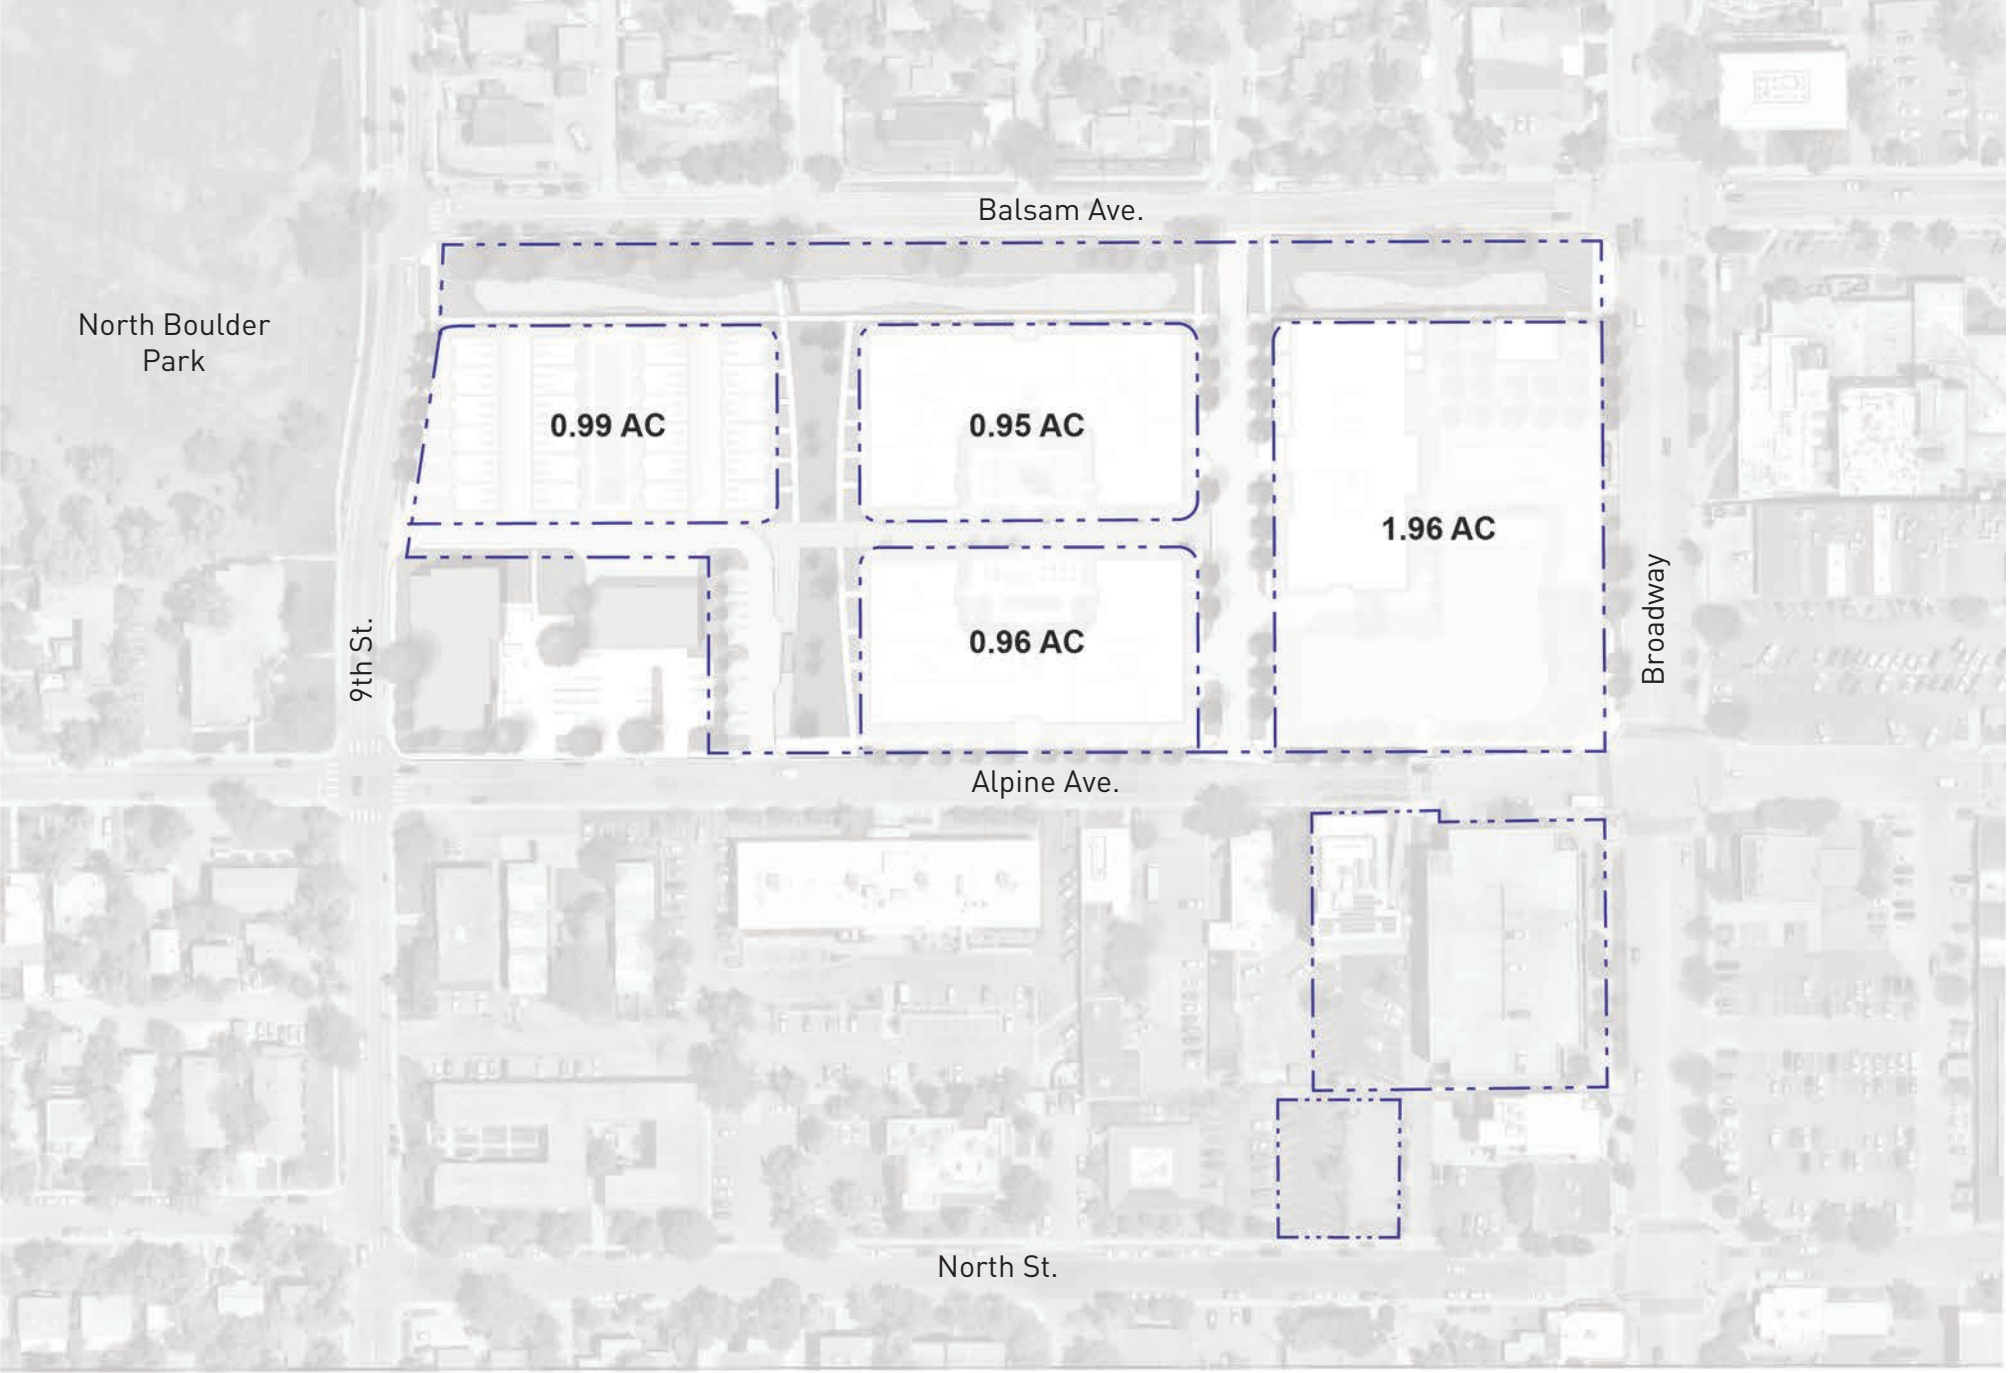 Balsam Ave.
North Boulder
Park
0.99 AC
0.95 AC
1.96 AC
0.96 AC
9th St.
Broadway
Alpine Ave.
North St.